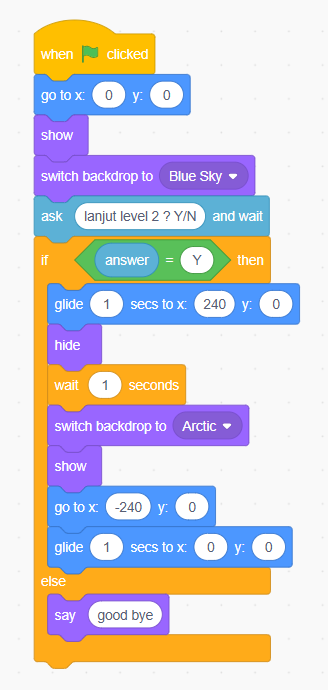 when clicked
go to x: 0 y: 0
show
switch backdrop to Blue Sky
ask lanjut level 2 ? Y/N and wait
if answer = Y then
glide 1 secs to x: 240 y: 0
hide
wait 1 seconds
switch backdrop to Arctic
show
go to x: -240 y: 0
glide 1 secs to x: 0 y: 0
else
say good bye